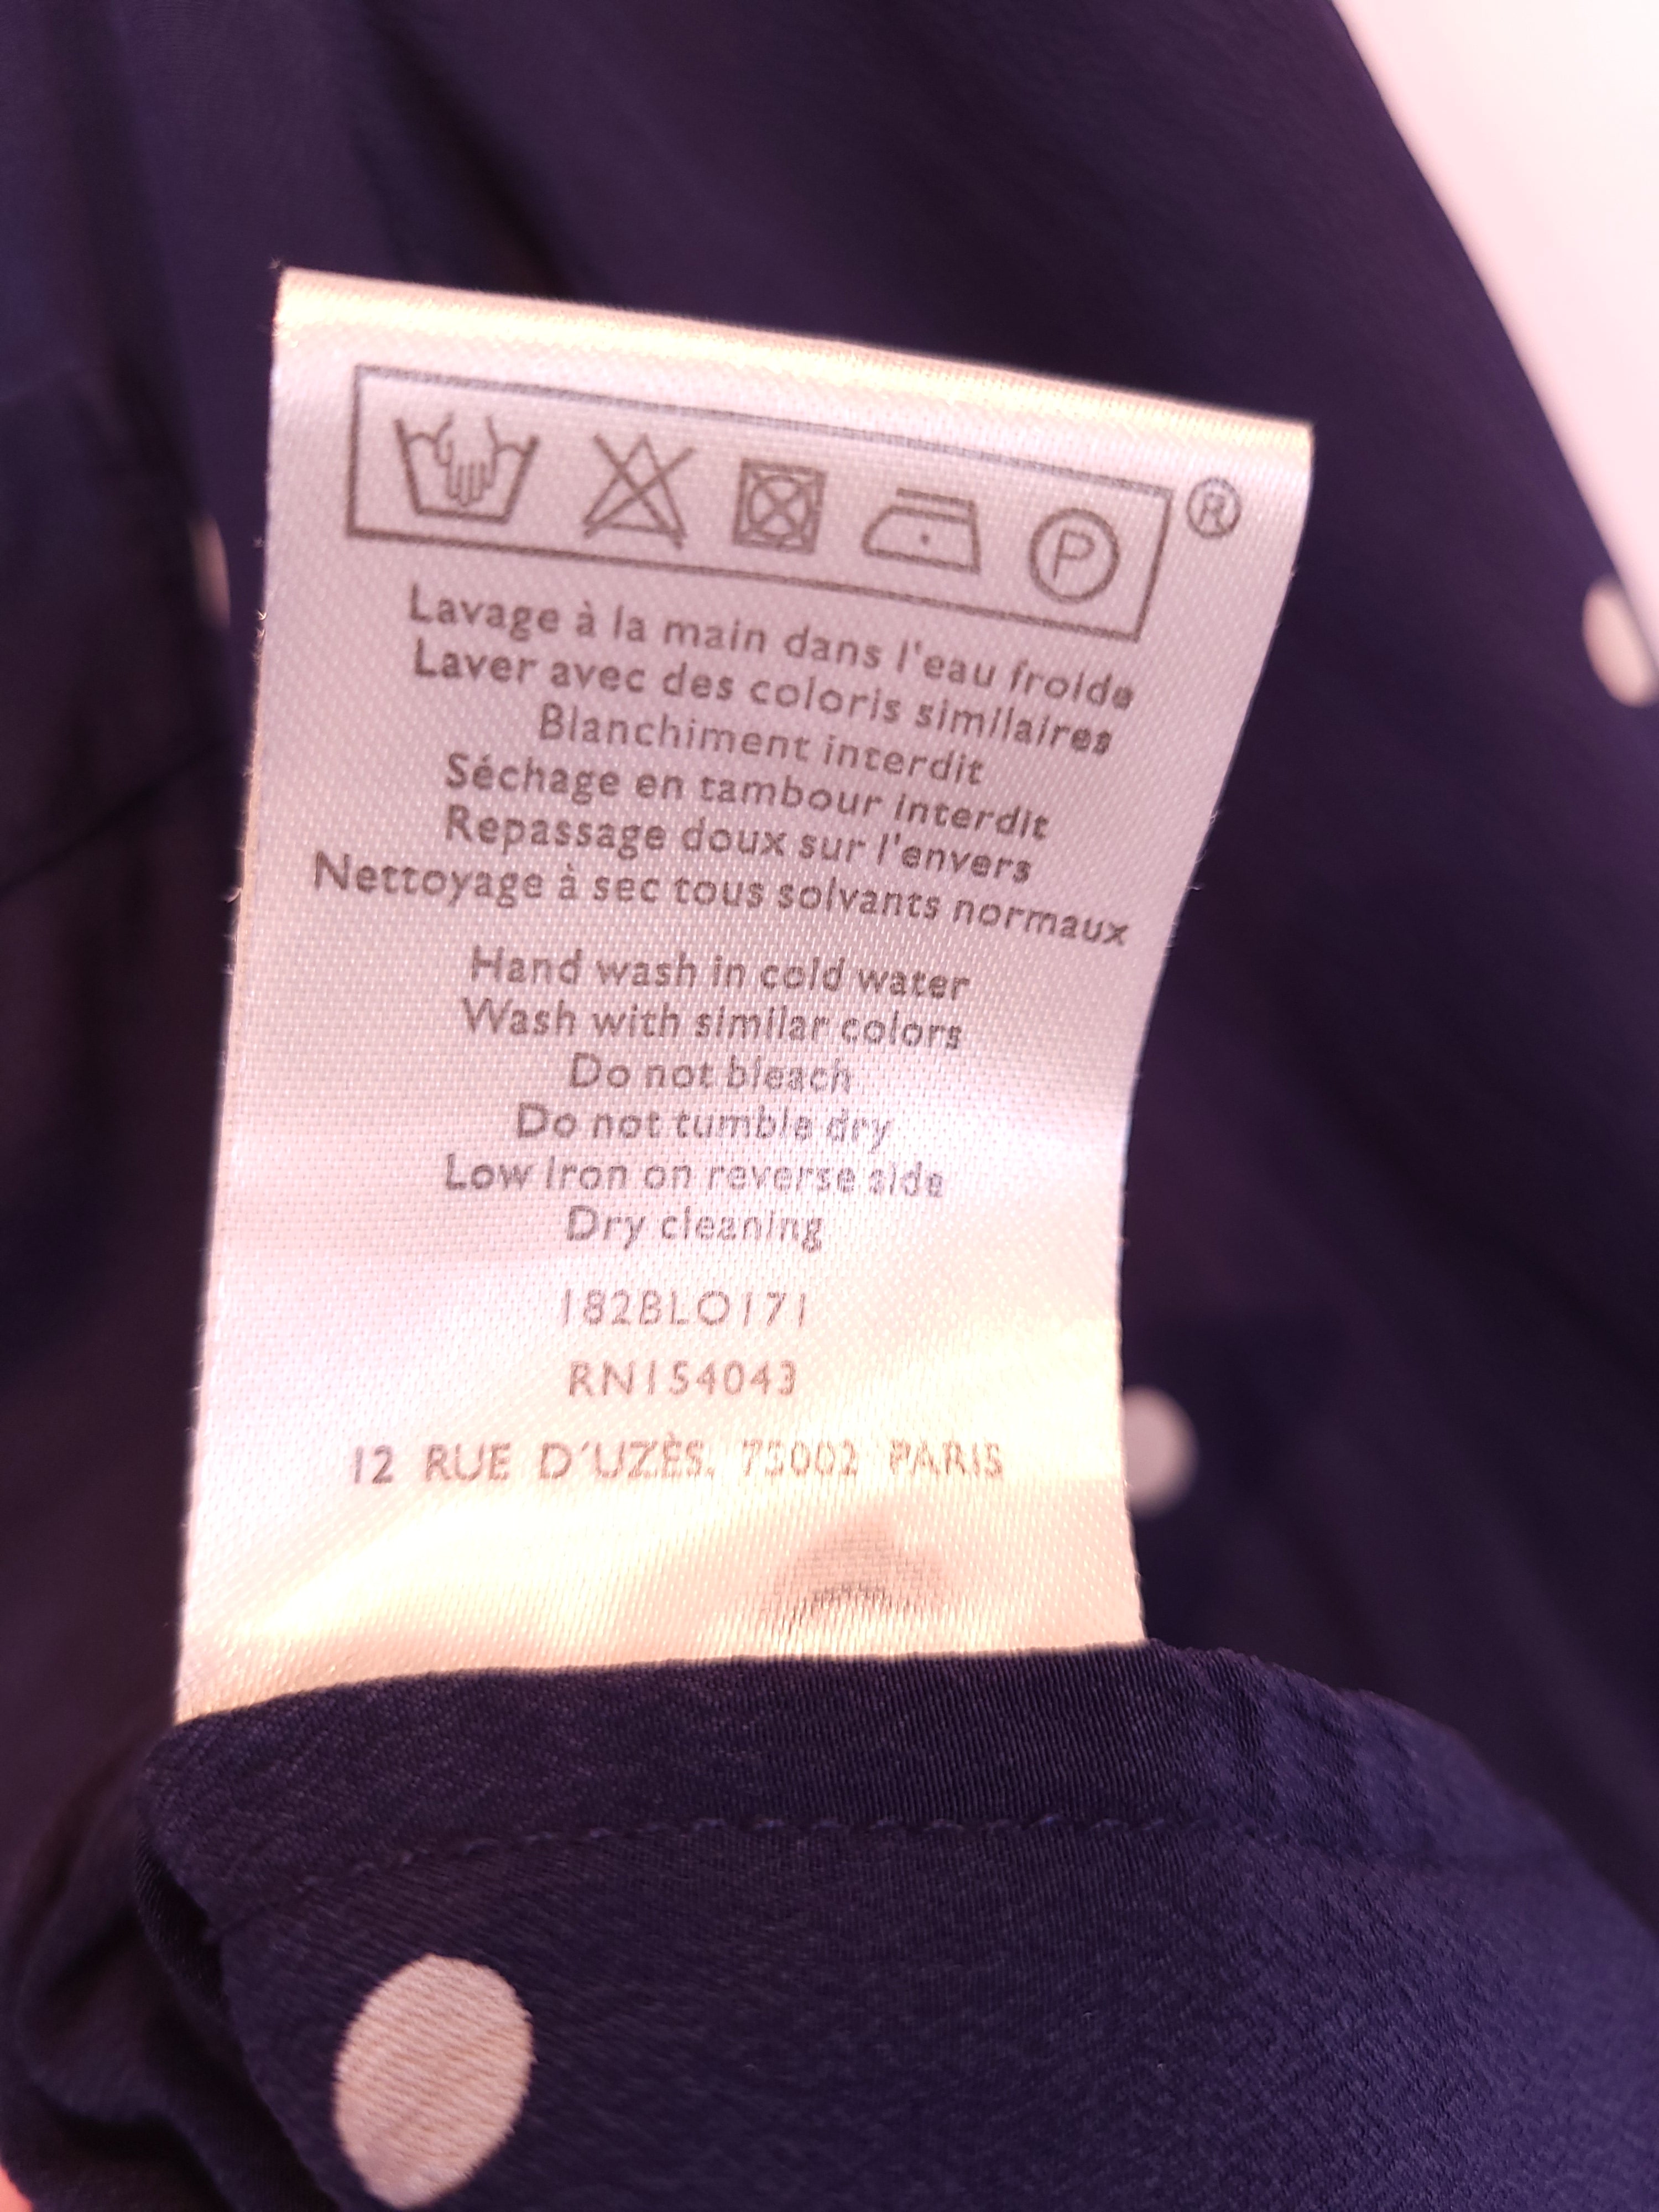 P
®
Lavage à la main dans l'eau froide
Laver avec des coloris similaires
Blanchiment interdit
Séchage en tambour interdit
Repassage doux sur l'envers
Nettoyage à sec tous solvants normaux
Hand wash in cold water
Wash with similar colors
Do not bleach
Do not tumble dry
Low iron on reverse side
Dry cleaning
182BLO171
RN154043
12 RUE D'UZÈS, 75002 PARIS